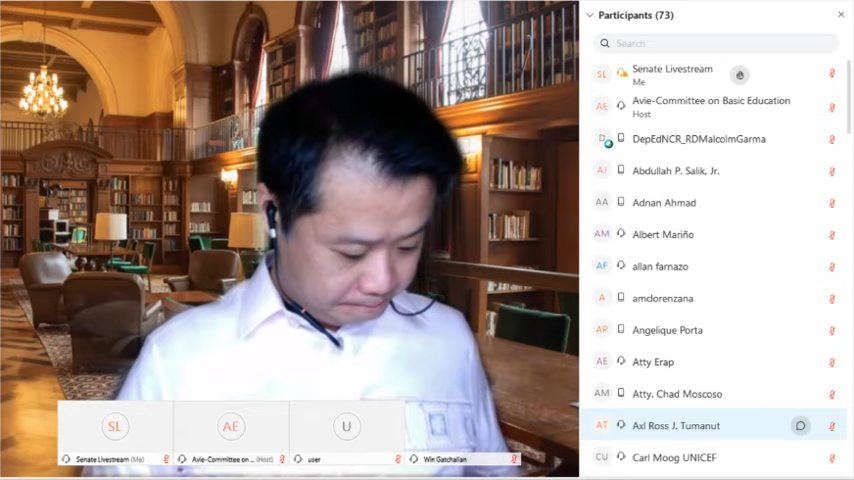 Participants (73)
Search
SL
Senate Livestream
Me
AE
Avie-Committee on Basic Education
Host
D
DepEdNCR_RDMalcolmGarma
AJ
Abdullah P. Salik, Jr.
AA
Adnan Ahmad
AM
Albert Mariño
AF
allan farnazo
A
amclorenzana
AP
Angelique Porta
AE
Atty Erap
AM
Atty. Chad Moscoso
AT
Axl Ross J. Tumanut
CU
Carl Moog UNICEF
SL
AE
U
Senate Livestream (Me)
Avie-Committee on... (Host)
user
Win Gatchalian